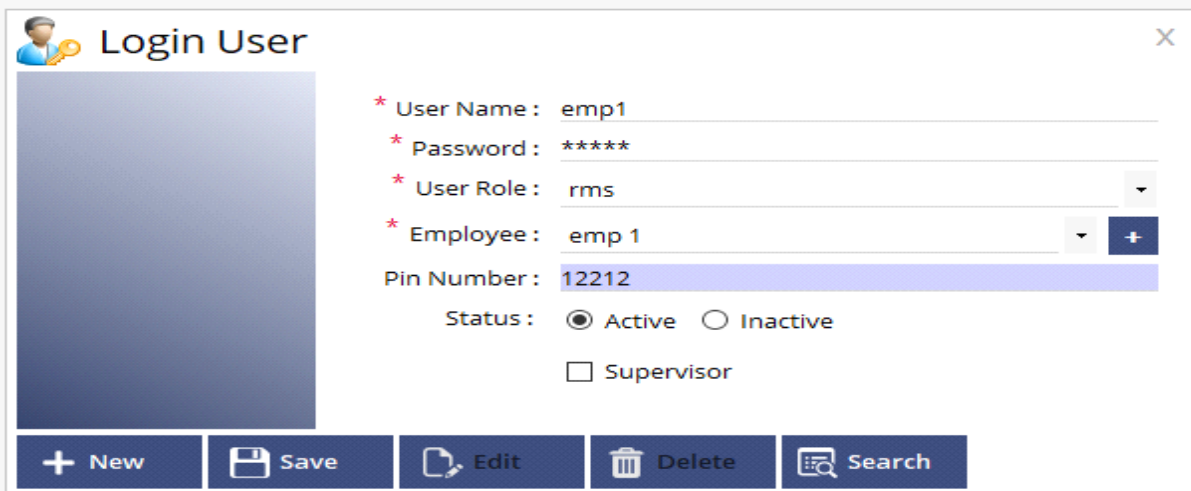 Login User X
* User Name : emp1
* Password : *****
* User Role : rms
* Employee : emp 1 +
Pin Number : 12212
Status : Active Inactive
Supervisor
New Save Edit Delete Search